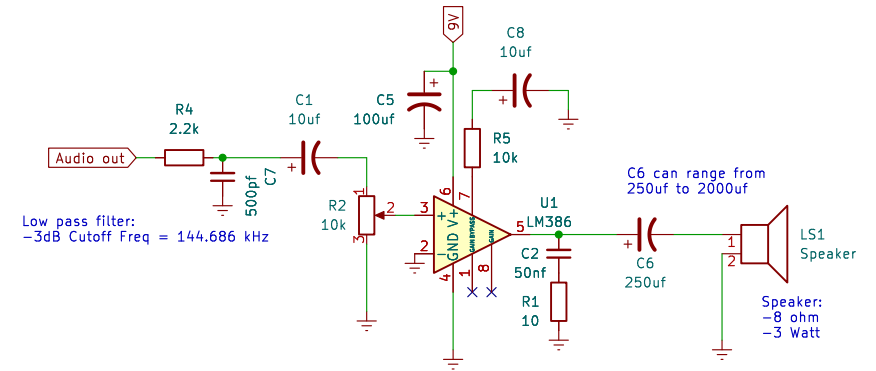 9V
C8
10uf
C5
100uf
R4
2.2k
C1
10uf
R5
10k
Audio out
C7
500pf
C6 can range from
250uf to 2000uf
Low pass filter:
-3dB Cutoff Freq = 144.686 kHz
R2
10k
1
2
3
6
7
3
2
4
1
8
5
+
-
V+
GND
GAIN
BYPASS
GAIN
U1
LM386
C2
50nf
R1
10
C6
250uf
1
2
LS1
Speaker
Speaker:
-8 ohm
-3 Watt